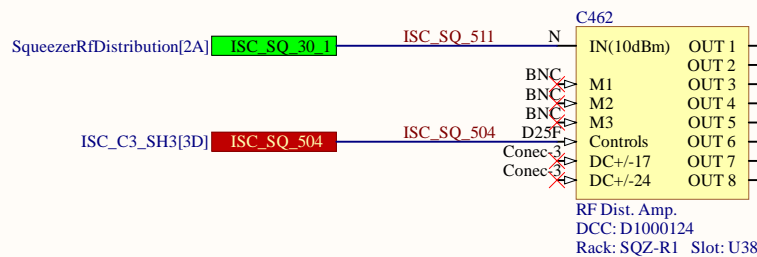 C462
SqueezerRfDistribution[2A] ISC_SQ_30_1 ISC_SQ_511 N IN(10dBm) OUT 1
OUT 2
BNC M1 OUT 3
BNC M2 OUT 4
BNC M3 OUT 5
ISC_C3_SH3[3D] ISC_SQ_504 ISC_SQ_504 D25F Controls OUT 6
Conec-3 DC+/-17 OUT 7
Conec-3 DC+/-24 OUT 8
RF Dist. Amp.
DCC: D1000124
Rack: SQZ-R1 Slot: U38